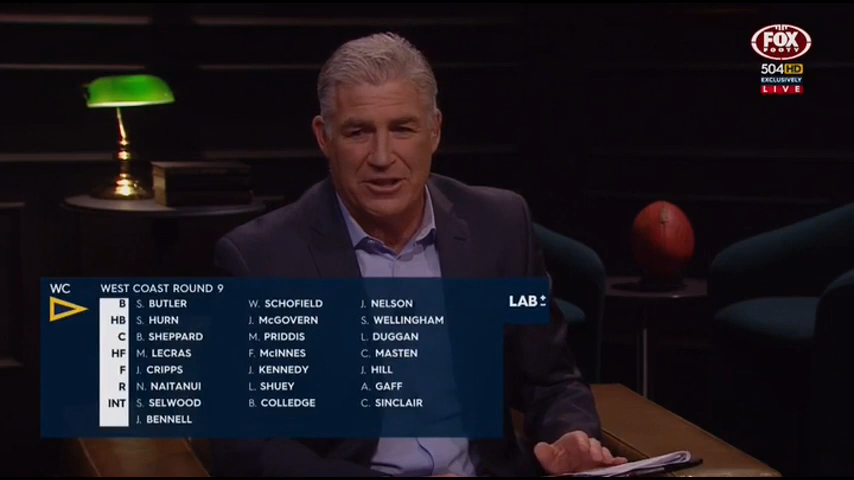 FOX
FOOTY
504HD
EXCLUSIVELY
LIVE
WC WEST COAST ROUND 9
LAB+
B S. BUTLER W. SCHOFIELD J. NELSON
HB S. HURN J. McGOVERN S. WELLINGHAM
C B. SHEPPARD M. PRIDDIS L. DUGGAN
HF M. LECRAS F. McINNES C. MASTEN
F J. CRIPPS J. KENNEDY J. HILL
R N. NAITANUI L. SHUEY A. GAFF
INT S. SELWOOD B. COLLEDGE C. SINCLAIR
J. BENNELL